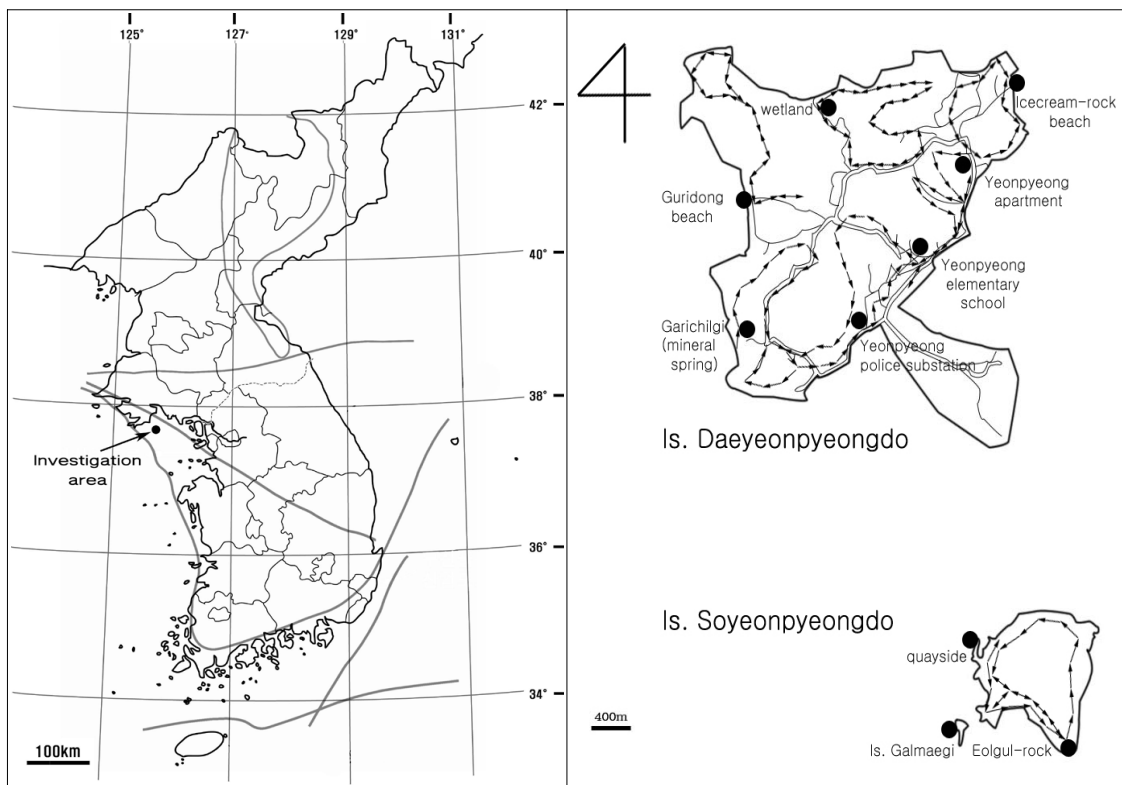 125°
127°
129°
131°
42°
40°
38°
36°
34°
Investigation
area
100km
wetland
Icecream-rock
beach
Guridong
beach
Yeonpyeong
apartment
Yeonpyeong
elementary
school
Garichilgi
(mineral
spring)
Yeonpyeong
police substation
Is. Daeyeonpyeongdo
Is. Soyeonpyeongdo
quayside
400m
Is. Galmaegi
Eolgul-rock